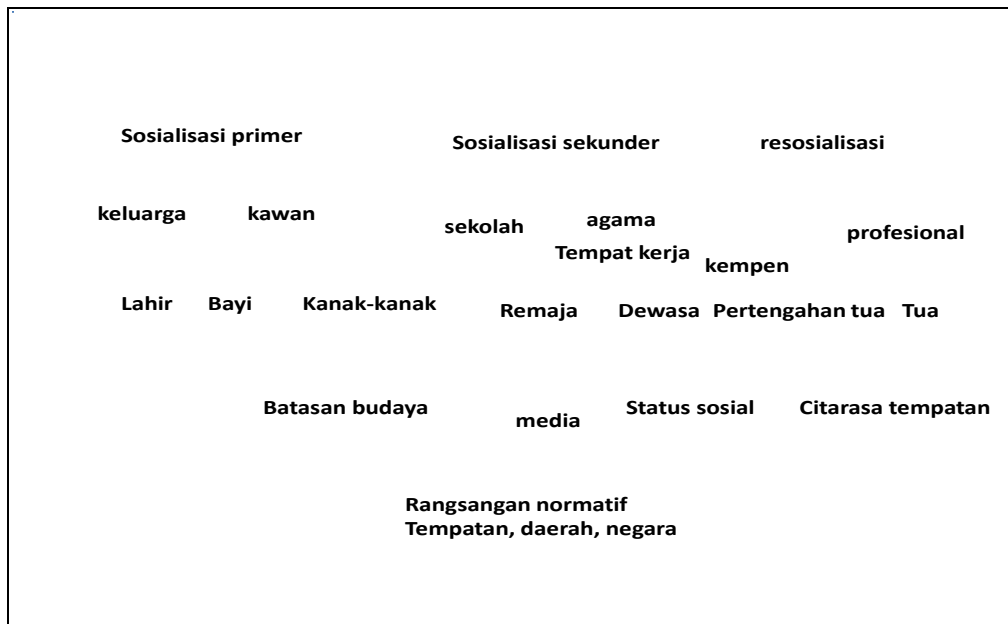 Sosialisasi primer
Sosialisasi sekunder
resosialisasi
keluarga
kawan
sekolah
agama
profesional
Tempat kerja
kempen
Lahir
Bayi
Kanak-kanak
Remaja
Dewasa
Pertengahan tua
Tua
Batasan budaya
media
Status sosial
Citarasa tempatan
Rangsangan normatif
Tempatan, daerah, negara